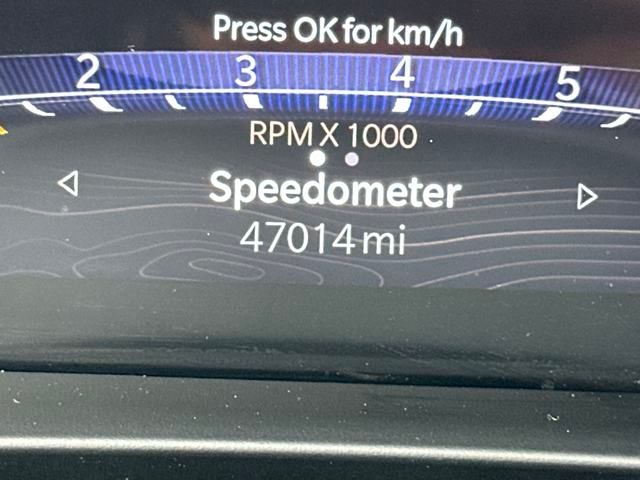 Press OK for km/h
2 3 4 5
RPM X 1000
Speedometer
47014 mi